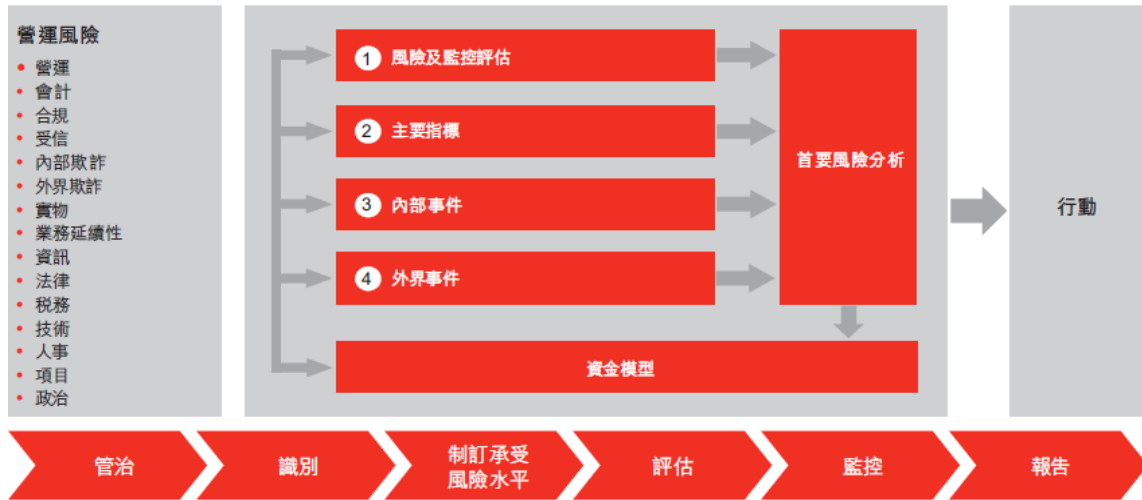 營運風險
• 營運
• 會計
• 合規
• 受信
• 內部欺詐
• 外界欺詐
• 實物
• 業務延續性
• 資訊
• 法律
• 税務
• 技術
• 人事
• 項目
• 政治
1 風險及監控評估
2 主要指標
3 內部事件
4 外界事件
首要風險分析
資金模型
行動
管治
識別
制訂承受
風險水平
評估
監控
報告